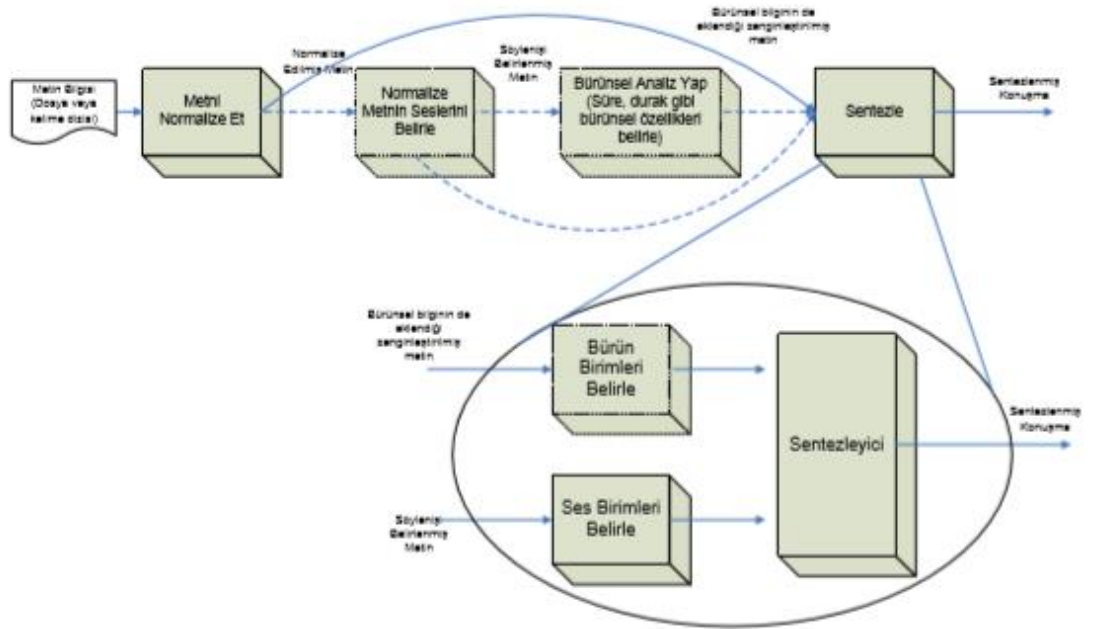 Metin Bilgisi
(Dosya veya
kelime dizisi)
Metni
Normalize Et
Normalize
Edilmiş Metin
Normalize
Metnin Seslerini
Belirle
Söylenişi
Belirlenmiş
Metin
Bürünsel Analiz Yap
(Süre, durak gibi
bürünsel özellikleri
belirle)
Bürünsel bilginin de
eklendiği zenginleştirilmiş
metin
Sentezle
Sentezlenmiş
Konuşma
Bürünsel bilginin de
eklendiği
zenginleştirilmiş
metin
Bürün
Birimleri
Belirle
Söylenişi
Belirlenmiş
Metin
Ses Birimleri
Belirle
Sentezleyici
Sentezlenmiş
Konuşma